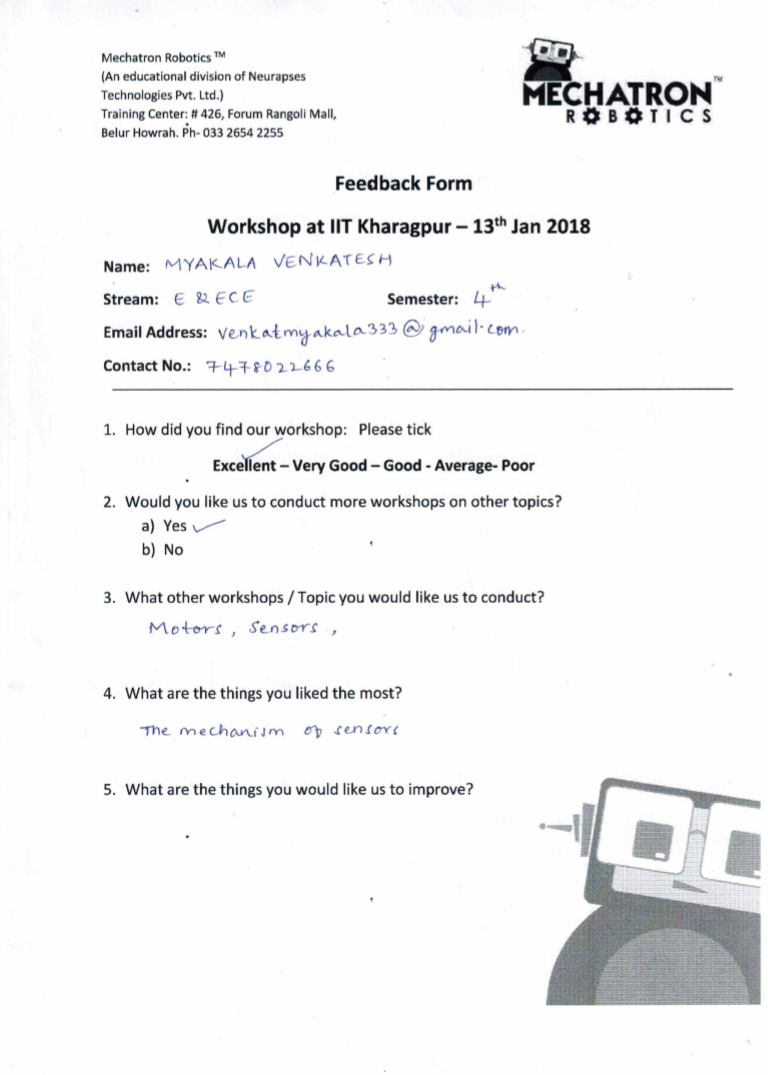 Mechatron Robotics ™
(An educational division of Neurapses
Technologies Pvt. Ltd.)
Training Center: # 426, Forum Rangoli Mall,
Belur Howrah. Ph- 033 2654 2255
MECHATRON™
ROBOTICS
Feedback Form
Workshop at IIT Kharagpur – 13th Jan 2018
Name: MYAKALA VENKATESH
Stream: E & ECE Semester: 4th
Email Address: venkatmyakala333@gmail.com.
Contact No.: 7478022666
1. How did you find our workshop: Please tick
Excellent – Very Good – Good - Average- Poor
2. Would you like us to conduct more workshops on other topics?
a) Yes ✓
b) No
3. What other workshops / Topic you would like us to conduct?
Motors, Sensors,
4. What are the things you liked the most?
The mechanism of sensors
5. What are the things you would like us to improve?